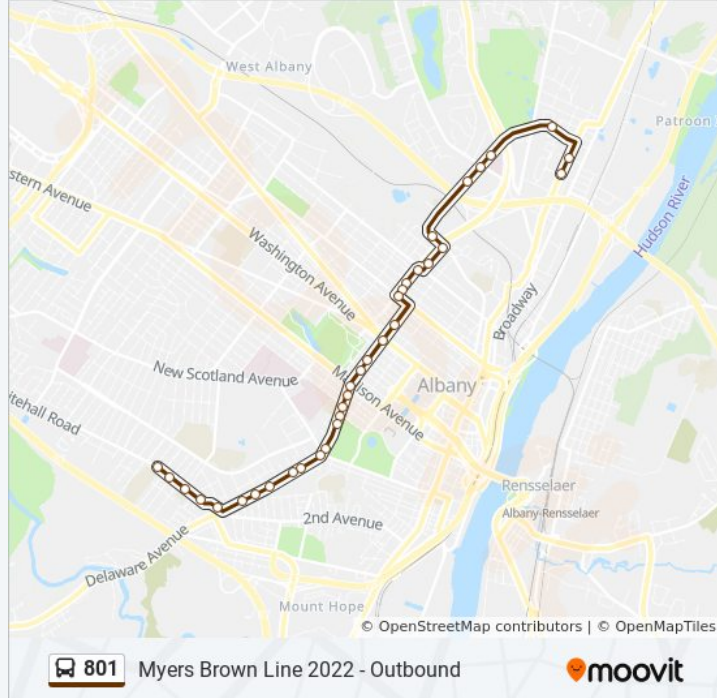 West Albany
Patroon
stern Avenue
Hudson River
Washington Avenue
Broadway
New Scotland Avenue
Madison Avenue
Albany
itehall Road
Rensselaer
Albany-Rensselaer
2nd Avenue
Delaware Avenue
Mount Hope
© OpenStreetMap contributors | © OpenMapTiles
801 Myers Brown Line 2022 - Outbound
moovit